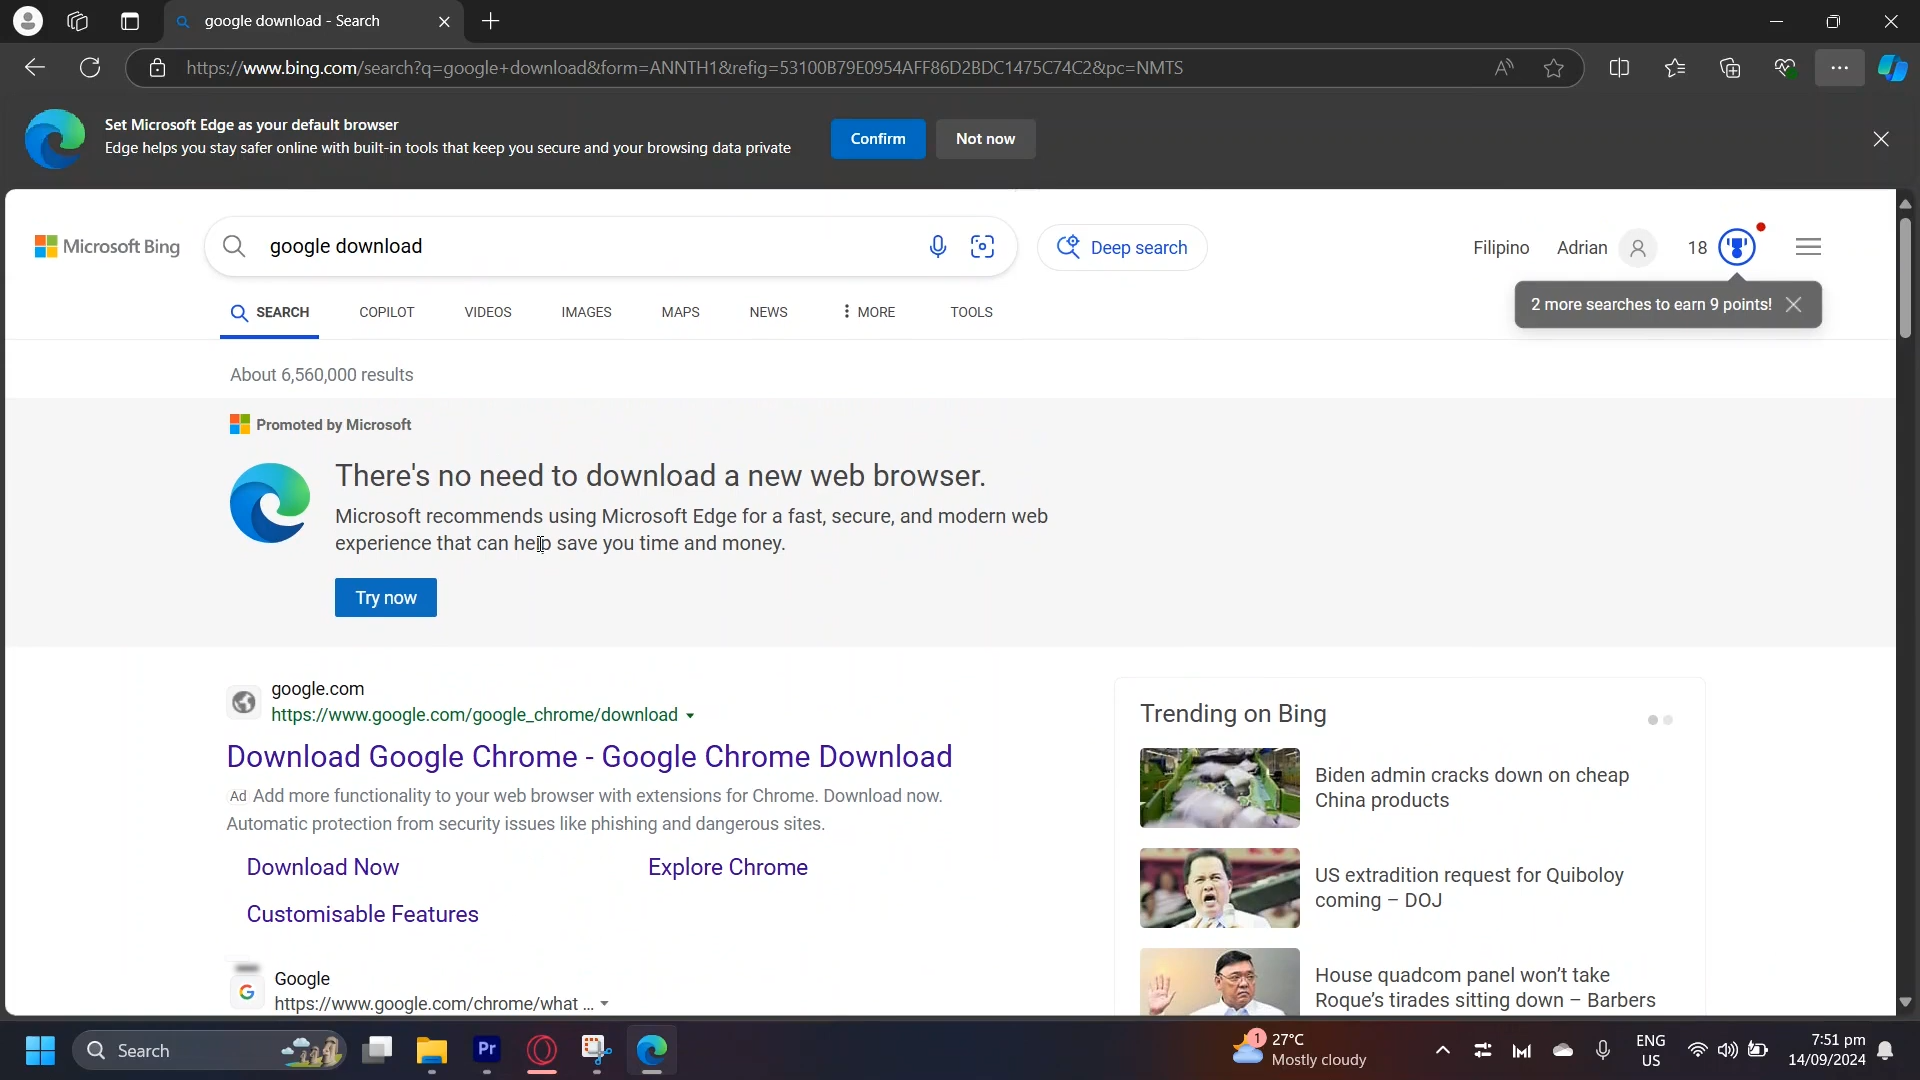 google download - Search
https://www.bing.com/search?q=google+download&form=ANNTH1&refig=53100B79E0954AFF86D2BDC1475C74C2&pc=NMTS
Set Microsoft Edge as your default browser
Edge helps you stay safer online with built-in tools that keep you secure and your browsing data private
Confirm
Not now
Microsoft Bing
google download
Deep search
Filipino
Adrian
18
2 more searches to earn 9 points!
SEARCH
COPILOT
VIDEOS
IMAGES
MAPS
NEWS
MORE
TOOLS
About 6,560,000 results
Promoted by Microsoft
There's no need to download a new web browser.
Microsoft recommends using Microsoft Edge for a fast, secure, and modern web
experience that can help save you time and money.
Try now
google.com
https://www.google.com/google_chrome/download
Download Google Chrome - Google Chrome Download
Ad Add more functionality to your web browser with extensions for Chrome. Download now.
Automatic protection from security issues like phishing and dangerous sites.
Download Now
Explore Chrome
Customisable Features
Google
https://www.google.com/chrome/what ...
Trending on Bing
Biden admin cracks down on cheap
China products
US extradition request for Quiboloy
coming – DOJ
House quadcom panel won't take
Roque's tirades sitting down – Barbers
Search
Pr
1
27°C
Mostly cloudy
ENG
US
7:51 pm
14/09/2024